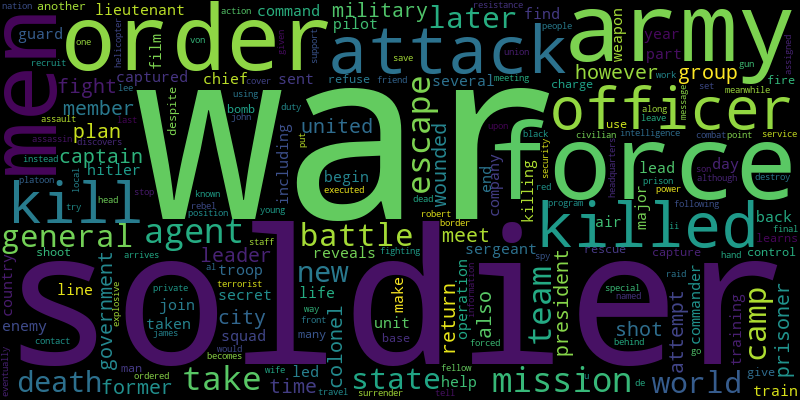 nation
another
lieutenant
action
command
military
pilot
later
find
people
resistance
helicopter
one
von
given
support
save
union
weapon
year
part
army
men
order
attack
guard
recruit
film
lee
captured
chief
cover
sent
refuse
several
friend
meeting
however
group
work
gun
fire
assigned
fight
using
member
assault
last
plan
assassin
discovers
captain
instead
hitler
platoon
local
despite
bomb
john
duty
united
including
put
war
escape
wounded
dead
charge
use
message
set
meanwhile
along
leave
officer
upon
black
civilian
intelligence
combat
point
service
security
company
end
killing
red
force
headquarters
major
lead
prison
power
son
day
although
destroy
begin
executed
stop
known
rebel
position
young
try
head
kill
robert
border
program
ii
following
air
back
final
killed
general
agent
staff
battle
meet
sergeant
spy
rescue
capture
hand
control
learns
shoot
arrives
leader
reveals
fighting
troop
al
terrorist
new
soldier
country
line
government
explosive
private
join
taken
james
secret
city
squad
would
becomes
life
way
front
many
colonel
make
unit
base
return
operation
information
forced
also
team
president
special
named
shot
behind
attempt
raid
commander
go
training
camp
prisoner
enemy
contact
eventually
death
man
ordered
former
take
wife
time
led
travel
state
surrender
fellow
help
tell
mission
u
de
world
give
train